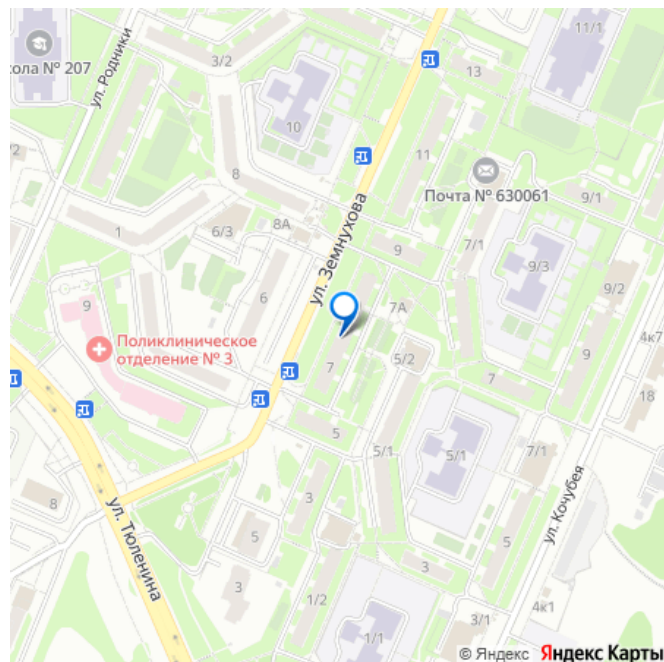 11/1
кола № 207
3/2
ул. Родники
13
10
11
/2
8
Почта № 630061
9/1
8А
1
6/3
ул. Земнухова
9
7/1
9/3
9/2
6
7А
9
4к7
Поликлиническое
отделение № 3
5/2
9
7
7
18
5
5/1
5/1
7/1
ул. Кочубея
8
ул. Тюленина
3
5
5
3
3
4к1
1/2
3/1
1/1
© Яндекс Яндекс Карты